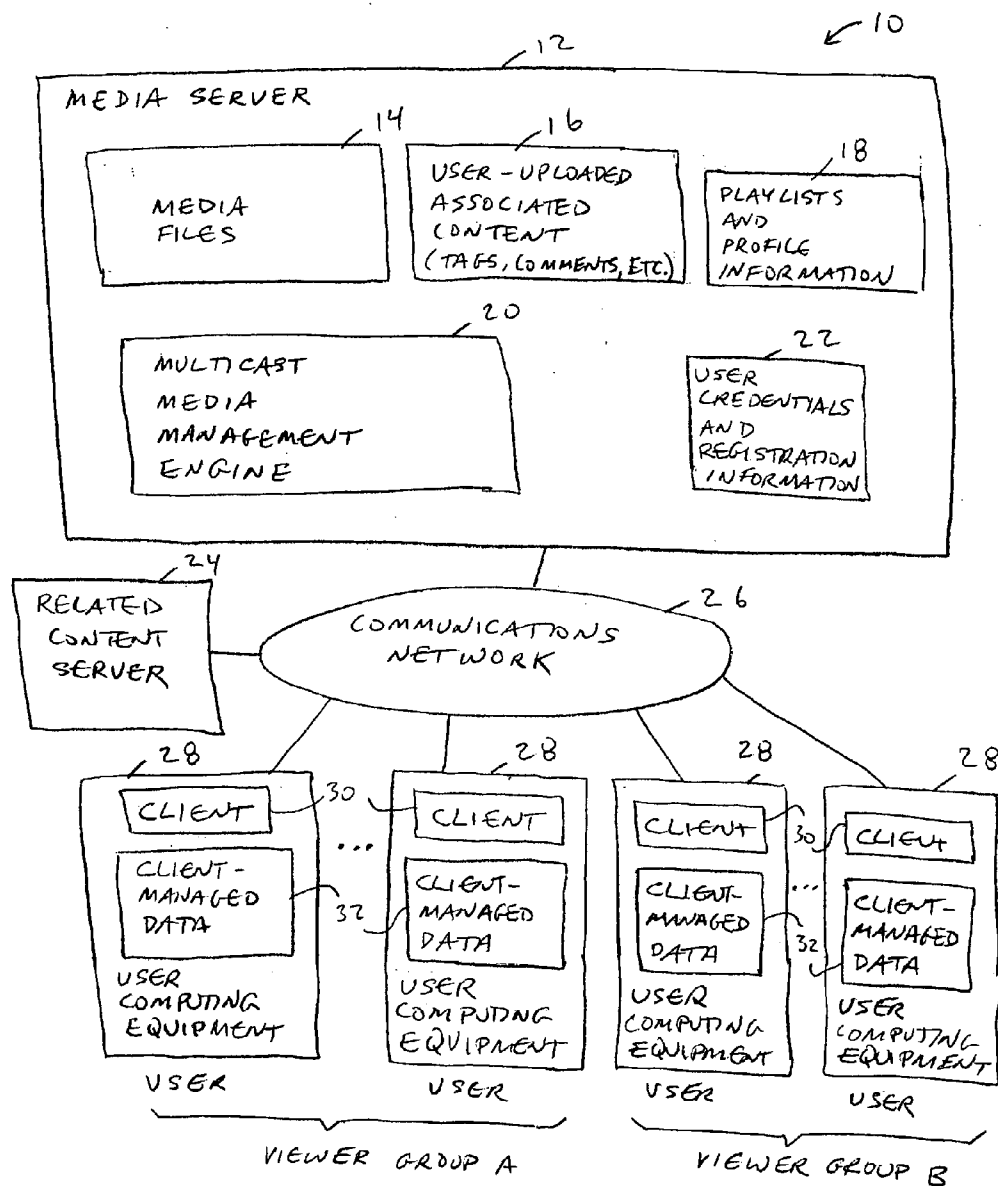 10
12
MEDIA SERVER
14
MEDIA
FILES
16
USER-UPLOADED
ASSOCIATED
CONTENT
(TAGS, COMMENTS, ETC.)
18
PLAYLISTS
AND
PROFILE
INFORMATION
20
MULTICAST
MEDIA
MANAGEMENT
ENGINE
22
USER
CREDENTIALS
AND
REGISTRATION
INFORMATION
24
RELATED
CONTENT
SERVER
26
COMMUNICATIONS
NETWORK
28
28
28
28
CLIENT
30
CLIENT
CLIENT
30
CLIENT
...
...
CLIENT-
MANAGED
DATA
32
CLIENT-
MANAGED
DATA
CLIENT-
MANAGED
DATA
32
CLIENT-
MANAGED
DATA
USER
COMPUTING
EQUIPMENT
USER
COMPUTING
EQUIPMENT
USER
COMPUTING
EQUIPMENT
USER
COMPUTING
EQUIPMENT
USER
USER
USER
USER
VIEWER GROUP A
VIEWER GROUP B